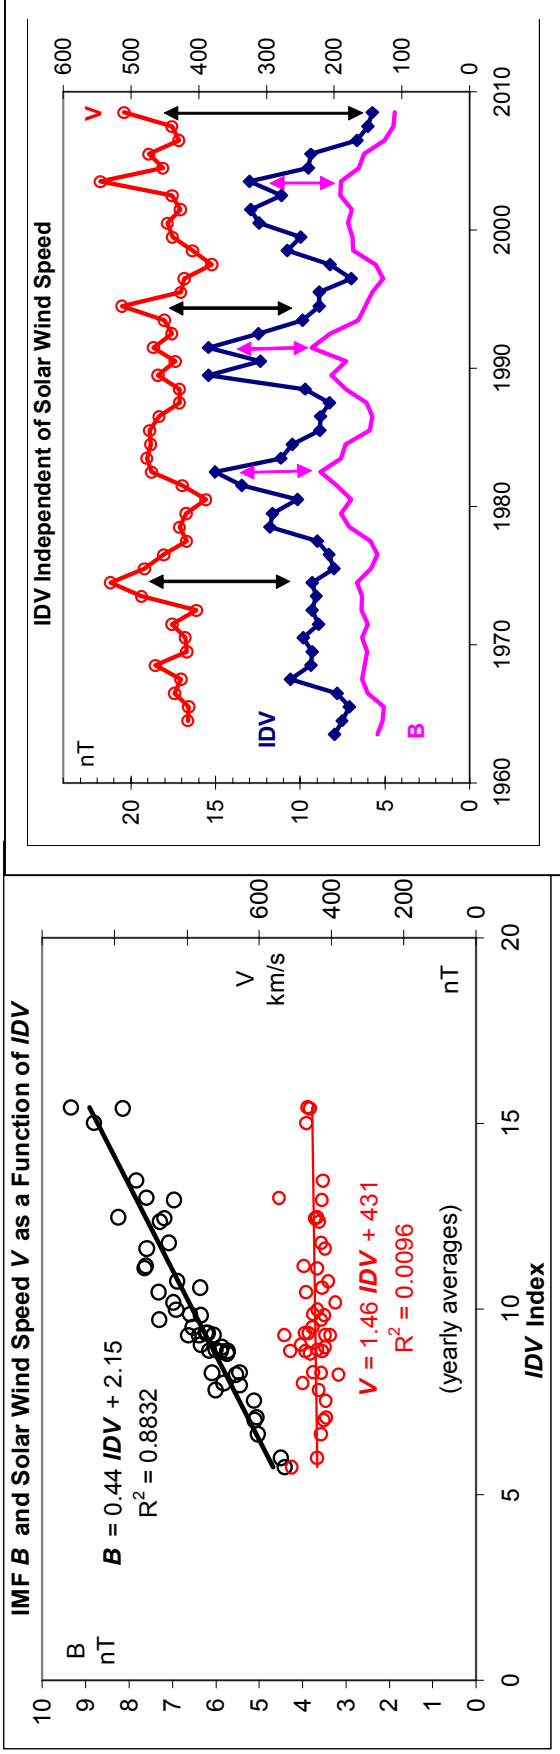 IMF B and Solar Wind Speed V as a Function of IDV
B
nT
10
9
8
7
6
5
4
3
2
1
0
B = 0.44 IDV + 2.15
R² = 0.8832
V
km/s
600
400
200
0
nT
V = 1.46 IDV + 431
R² = 0.0096
(yearly averages)
0
5
10
15
20
IDV Index
IDV Independent of Solar Wind Speed
nT
20
15
10
5
0
V
IDV
B
600
500
400
300
200
100
0
1960
1970
1980
1990
2000
2010